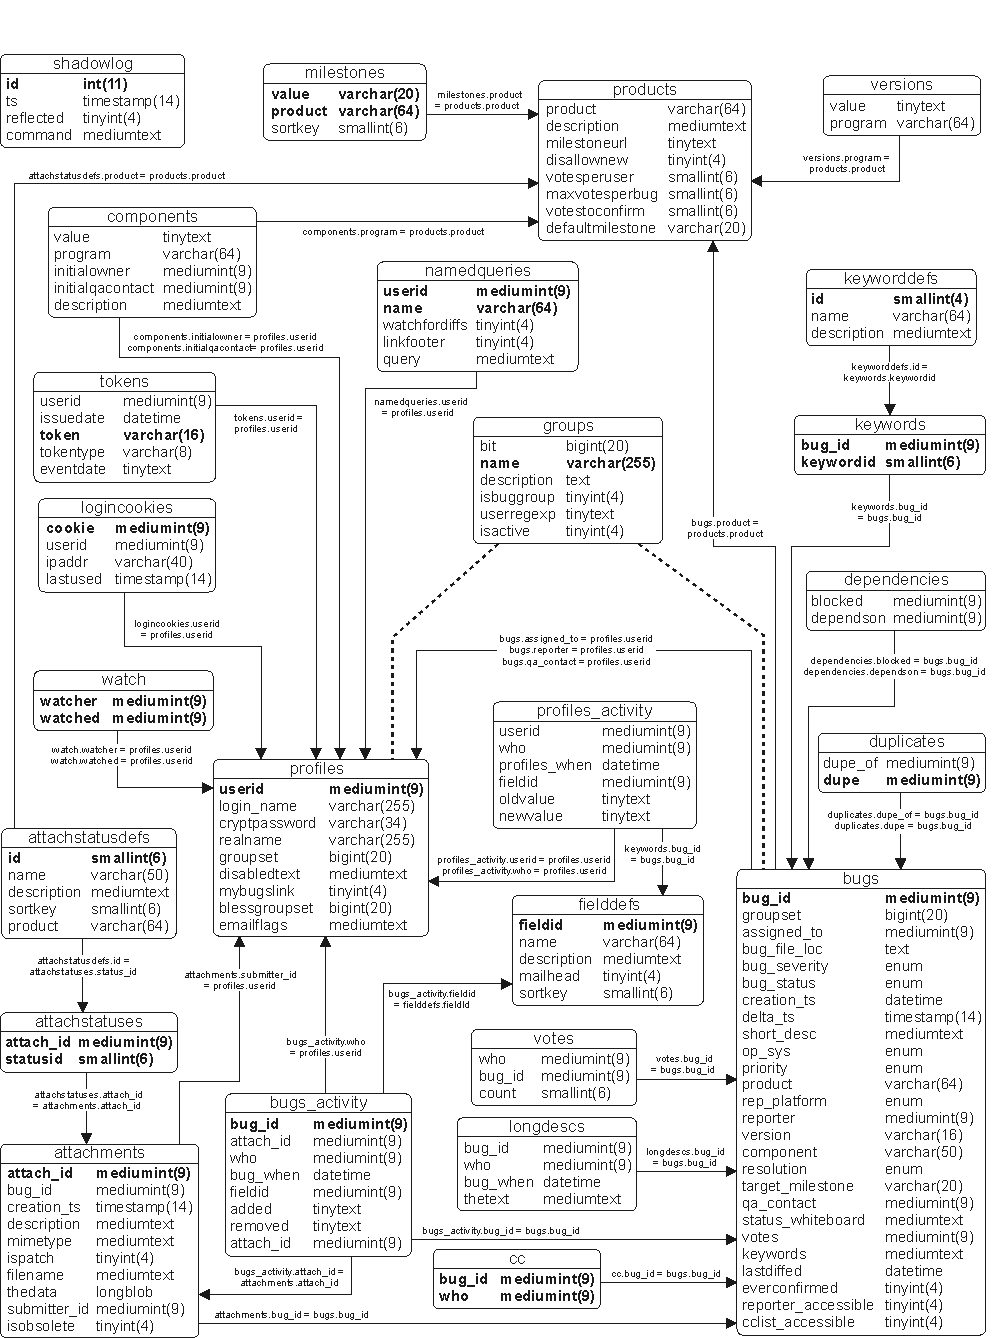 shadowlog
id int(11)
ts timestamp(14)
reflected tinyint(4)
command mediumtext
milestones
value varchar(20)
product varchar(64)
sortkey smallint(6)
milestones.product
= products.product
products
product varchar(64)
description mediumtext
milestoneurl tinytext
disallownew tinyint(4)
votesperuser smallint(6)
maxvotesperbug smallint(6)
votestoconfirm smallint(6)
defaultmilestone varchar(20)
versions
value tinytext
program varchar(64)
versions.program =
products.product
attachstatusdefs.product = products.product
components
value tinytext
program varchar(64)
initialowner mediumint(9)
initialqacontact mediumint(9)
description mediumtext
components.program = products.product
components.initialowner = profiles.userid
components.initialqacontact= profiles.userid
namedqueries
userid mediumint(9)
name varchar(64)
watchfordiffs tinyint(4)
linkfooter tinyint(4)
query mediumtext
namedqueries.userid
= profiles.userid
keyworddefs
id smallint(4)
name varchar(64)
description mediumtext
keyworddefs.id =
keywords.keywordid
tokens
userid mediumint(9)
issuedate datetime
token varchar(16)
tokentype varchar(8)
eventdate tinytext
tokens.userid =
profiles.userid
groups
bit bigint(20)
name varchar(255)
description text
isbuggroup tinyint(4)
userregexp tinytext
isactive tinyint(4)
keywords
bug_id mediumint(9)
keywordid smallint(6)
keywords.bug_id
= bugs.bug_id
bugs.product =
products.product
logincookies
cookie mediumint(9)
userid mediumint(9)
ipaddr varchar(40)
lastused timestamp(14)
logincookies.userid
= profiles.userid
dependencies
blocked mediumint(9)
dependson mediumint(9)
dependencies.blocked = bugs.bug_id
dependencies.dependson = bugs.bug_id
bugs.assigned_to = profiles.userid
bugs.reporter = profiles.userid
bugs.qa_contact = profiles.userid
watch
watcher mediumint(9)
watched mediumint(9)
watch.watcher = profiles.userid
watch.watched = profiles.userid
profiles_activity
userid mediumint(9)
who mediumint(9)
profiles_when datetime
fieldid mediumint(9)
oldvalue tinytext
newvalue tinytext
profiles_activity.userid = profiles.userid
profiles_activity.who = profiles.userid
keywords.bug_id
= bugs.bug_id
duplicates
dupe_of mediumint(9)
dupe mediumint(9)
duplicates.dupe_of = bugs.bug_id
duplicates.dupe = bugs.bug_id
profiles
userid mediumint(9)
login_name varchar(255)
cryptpassword varchar(34)
realname varchar(255)
groupset bigint(20)
disabledtext mediumtext
mybugslink tinyint(4)
blessgroupset bigint(20)
emailflags mediumtext
attachstatusdefs
id smallint(6)
name varchar(50)
description mediumtext
sortkey smallint(6)
product varchar(64)
attachstatusdefs.id =
attachstatuses.status_id
attachments.submitter_id
= profiles.userid
fielddefs
fieldid mediumint(9)
name varchar(64)
description mediumtext
mailhead tinyint(4)
sortkey smallint(6)
bugs_activity.fieldid
= fielddefs.fieldId
bugs
bug_id mediumint(9)
groupset bigint(20)
assigned_to mediumint(9)
bug_file_loc text
bug_severity enum
bug_status enum
creation_ts datetime
delta_ts timestamp(14)
short_desc mediumtext
op_sys enum
priority enum
product varchar(64)
rep_platform enum
reporter mediumint(9)
version varchar(16)
component varchar(50)
resolution enum
target_milestone varchar(20)
qa_contact mediumint(9)
status_whiteboard mediumtext
votes mediumint(9)
keywords mediumtext
lastdiffed datetime
everconfirmed tinyint(4)
reporter_accessible tinyint(4)
cclist_accessible tinyint(4)
attachstatuses
attach_id mediumint(9)
statusid smallint(6)
attachstatuses.attach_id
= attachments.attach_id
bugs_activity.who
= profiles.userid
votes
who mediumint(9)
bug_id mediumint(9)
count smallint(6)
votes.bug_id
= bugs.bug_id
bugs_activity
bug_id mediumint(9)
attach_id mediumint(9)
who mediumint(9)
bug_when datetime
fieldid mediumint(9)
added tinytext
removed tinytext
attach_id mediumint(9)
longdescs
bug_id mediumint(9)
who mediumint(9)
bug_when datetime
thetext mediumtext
longdescs.bug_id
= bugs.bug_id
attachments
attach_id mediumint(9)
bug_id mediumint(9)
creation_ts timestamp(14)
description mediumtext
mimetype mediumtext
ispatch tinyint(4)
filename mediumtext
thedata longblob
submitter_id mediumint(9)
isobsolete tinyint(4)
bugs_activity.bug_id = bugs.bug_id
bugs_activity.attach_id =
attachments.attach_id
cc
bug_id mediumint(9)
who mediumint(9)
cc.bug_id = bugs.bug_id
attachments.bug_id= bugs.bug_id